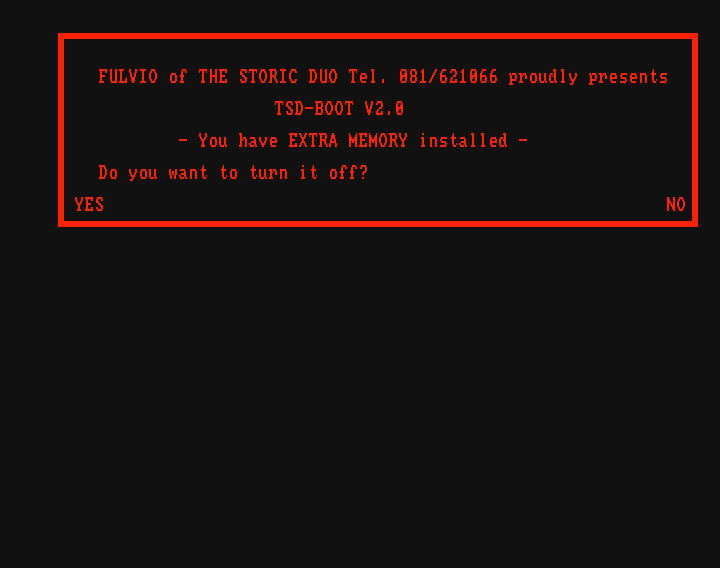 FULVIO of THE STORIC DUO Tel. 081/621066 proudly presents
TSD-BOOT V2.0
- You have EXTRA MEMORY installed -
Do you want to turn it off?
YES NO